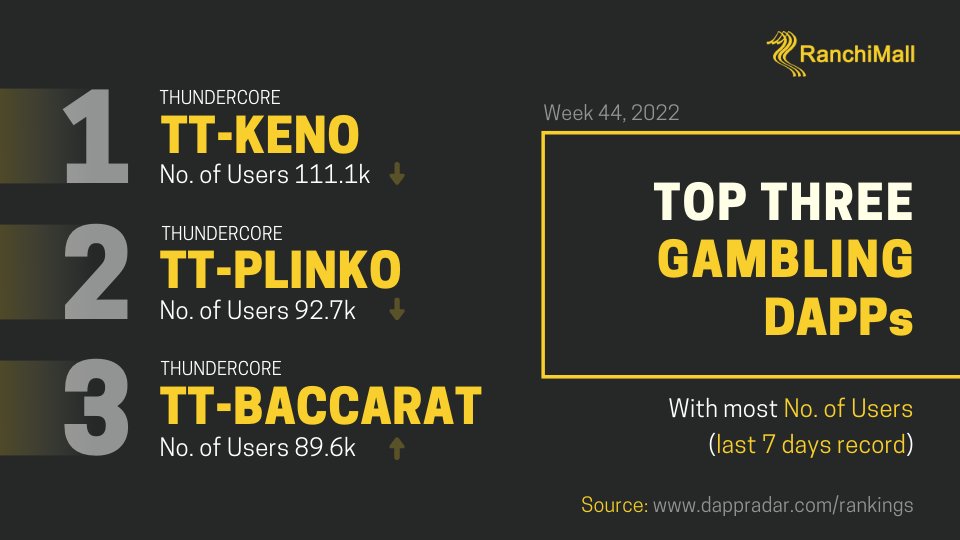 RanchiMall
1
THUNDERCORE
TT-KENO
No. of Users 111.1k
2
THUNDERCORE
TT-PLINKO
No. of Users 92.7k
3
THUNDERCORE
TT-BACCARAT
No. of Users 89.6k
Week 44, 2022
TOP THREE
GAMBLING
DAPPs
With most No. of Users
(last 7 days record)
Source: www.dappradar.com/rankings